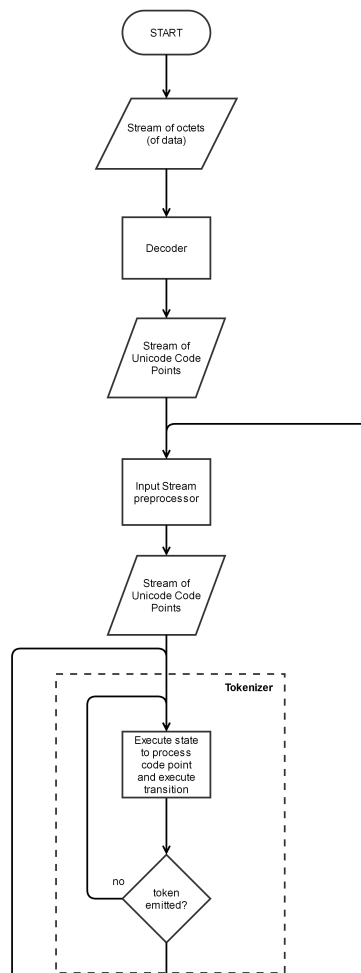 START
Stream of octets
(of data)
Decoder
Stream of
Unicode Code
Points
Input Stream
preprocessor
Stream of
Unicode Code
Points
Tokenizer
Execute state
to process
code point
and execute
transition
no
token
emitted?